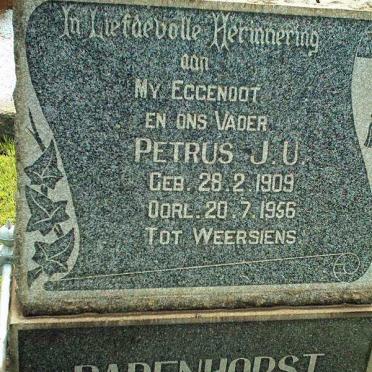 In Liefdevolle Herinnering
aan
My Eggenoot
en ons Vader
Petrus J.U.
Geb. 28.2.1909
Oorl. 20.7.1956
Tot Weersiens.
BADENHORST